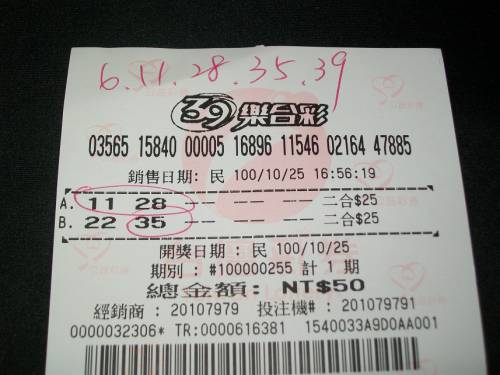 6.11.28.35.39
39樂合彩
03565 15840 00005 16896 11546 02164 47885
銷售日期: 民 100/10/25 16:56:19
A. 11 28 -- -- -- -- 二合$25
B. 22 35 -- -- -- -- 二合$25
開獎日期: 民 100/10/25
期別: #100000255 計 1 期
總金額: NT$50
經銷商: 20107979 投注機#: 201079791
0000032306* TR:0000616381 1540033A9D0AA001